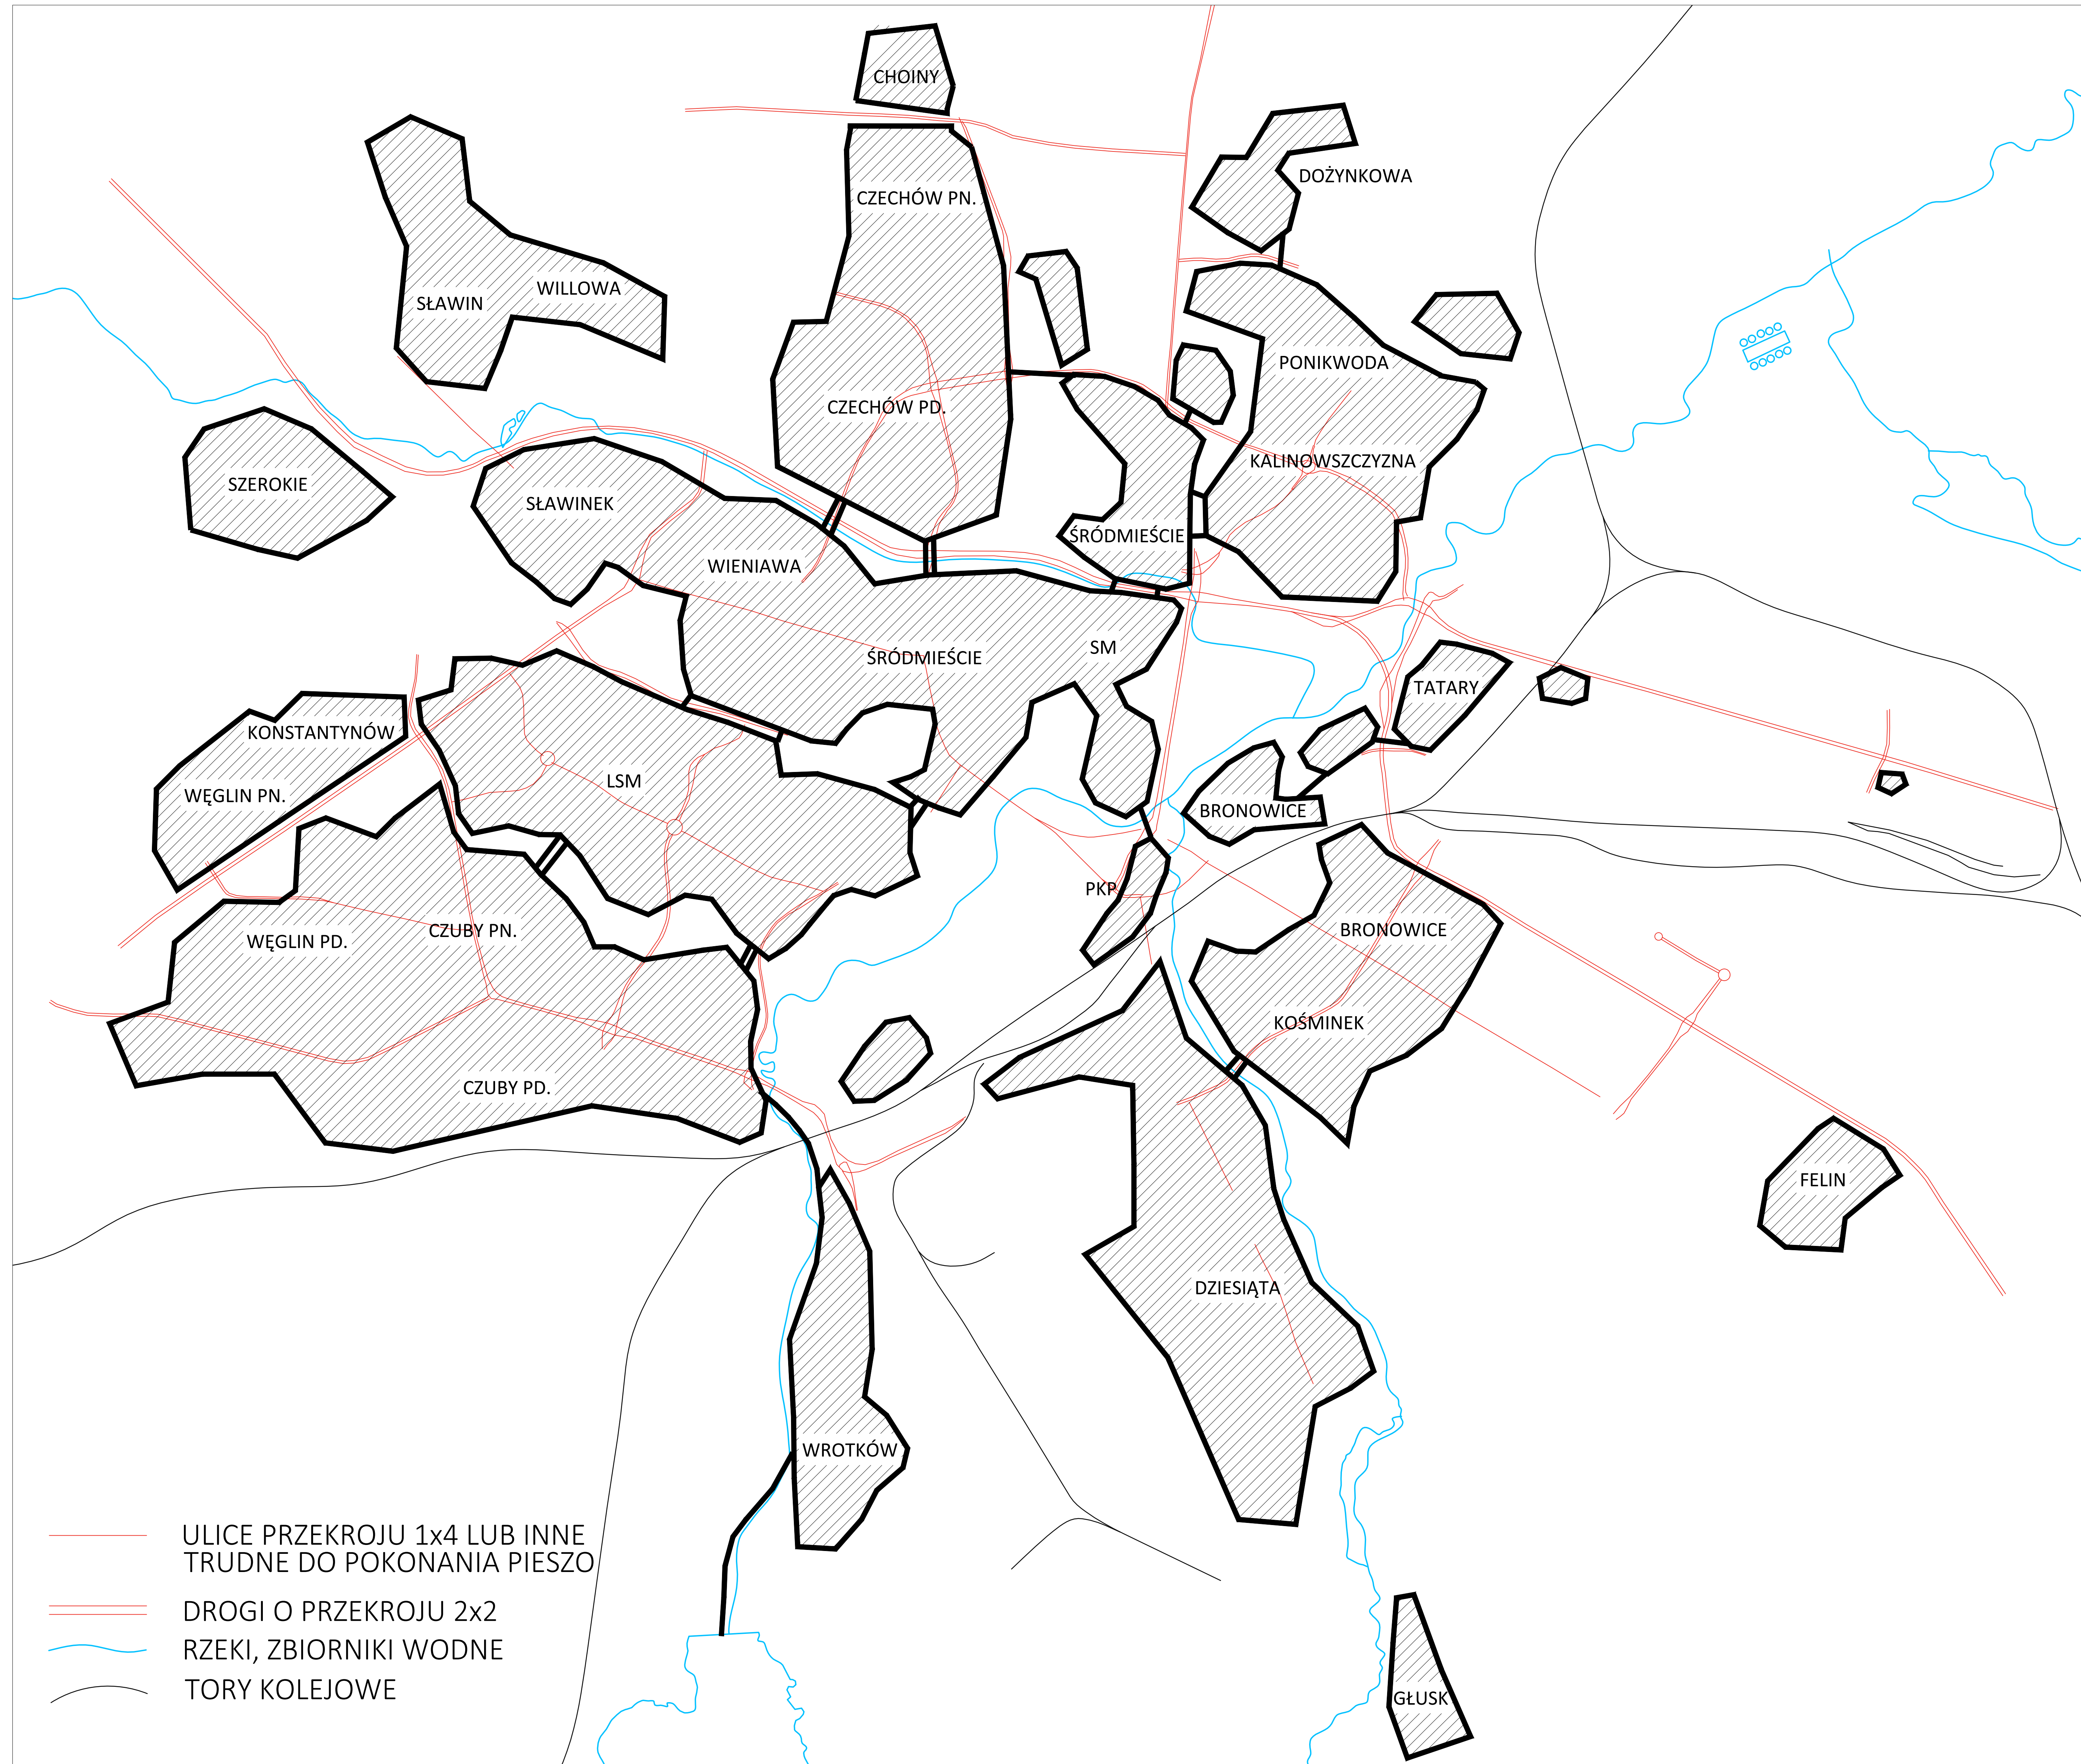 CHOINY
DOŻYNKOWA
CZECHÓW PN.
WILLOWA
SŁAWIN
PONIKWODA
CZECHÓW PD.
KALINOWSZCZYZNA
SZEROKIE
SŁAWINEK
ŚRÓDMIEŚCIE
WIENIAWA
SM
ŚRÓDMIEŚCIE
TATARY
KONSTANTYNÓW
LSM
WĘGLIN PN.
BRONOWICE
PKP
BRONOWICE
CZUBY PN.
WĘGLIN PD.
KOŚMINEK
CZUBY PD.
FELIN
DZIESIĄTA
WROTKÓW
GŁUSK
ULICE PRZEKROJU 1x4 LUB INNE
TRUDNE DO POKONANIA PIESZO
DROGI O PRZEKROJU 2x2
RZEKI, ZBIORNIKI WODNE
TORY KOLEJOWE